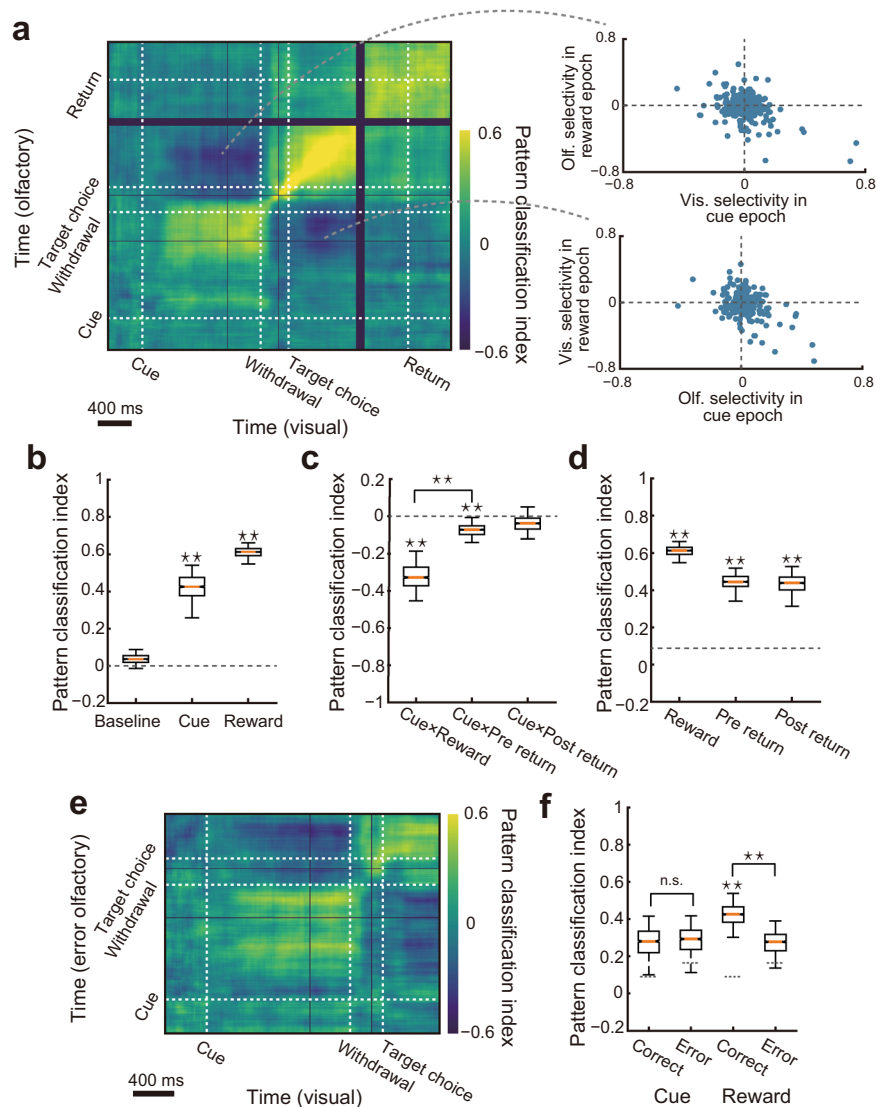 a
Time (olfactory)
Return
Target choice
Withdrawal
Cue
Cue
Withdrawal
Target choice
Return
400 ms
Time (visual)
0.6
0
−0.6
Pattern classification index
Olf. selectivity in
reward epoch
0.8
0
−0.8
−0.8
0
0.8
Vis. selectivity in
cue epoch
Vis. selectivity in
reward epoch
0.8
0
−0.8
−0.8
0
0.8
Olf. selectivity in
cue epoch
b
Pattern classification index
1
0.8
0.6
0.4
0.2
0
−0.2
★★
★★
Baseline
Cue
Reward
c
Pattern classification index
0.2
0
−0.2
−0.4
−0.6
−0.8
−1
★★
★★
★★
Cue×Reward
Cue×Pre return
Cue×Post return
d
Pattern classification index
1
0.8
0.6
0.4
0.2
0
−0.2
★★
★★
★★
Reward
Pre return
Post return
e
Time (error olfactory)
Target choice
Withdrawal
Cue
Cue
Withdrawal
Target choice
400 ms
Time (visual)
0.6
0
−0.6
Pattern classification index
f
Pattern classification index
1
0.8
0.6
0.4
0.2
0
−0.2
n.s.
★★
★★
Correct
Error
Correct
Error
Cue
Reward